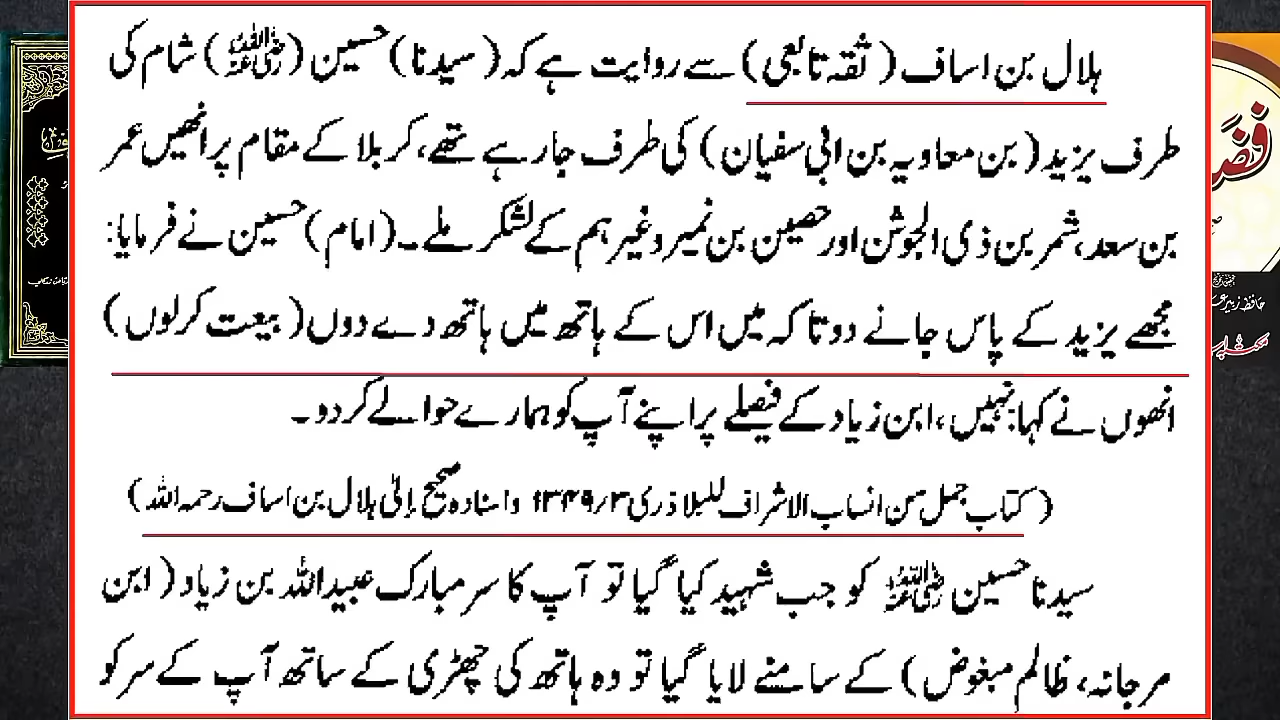 ہلال بن اساف (ثقہ تابعی) سے روایت ہے کہ (سیدنا) حسین (رضی اللہ عنہ) شام کی
طرف یزید (بن معاویہ بن ابی سفیان) کی طرف جارہے تھے، کربلا کے مقام پر انھیں عمر
بن سعد، شمر بن ذی الجوشن اور حصین بن نمیر وغیرہم کے لشکر ملے۔ (امام) حسین نے فرمایا:
مجھے یزید کے پاس جانے دو تاکہ میں اس کے ہاتھ میں ہاتھ دے دوں (بیعت کرلوں)
انھوں نے کہا: نہیں، ابن زیاد کے فیصلے پر اپنے آپ کو ہمارے حوالے کردو۔
(کتاب جمل من انساب الاشراف للبلاذری ۳/۱۳۴۹ واسنادہ صحیح إلیٰ ہلال بن اساف رحمہ اللہ)
سیدنا حسین رضی اللہ عنہ کو جب شہید کیا گیا تو آپ کا سر مبارک عبیداللہ بن زیاد (ابن
مرجانہ، ظالم مبغوض) کے سامنے لایا گیا تو وہ ہاتھ کی چھڑی کے ساتھ آپ کے سر کو